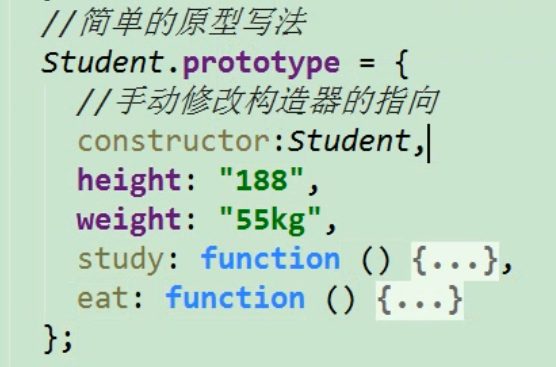 //简单的原型写法
Student.prototype = {
//手动修改构造器的指向
constructor:Student,
height: "188",
weight: "55kg",
study: function () {...},
eat: function () {...}
};